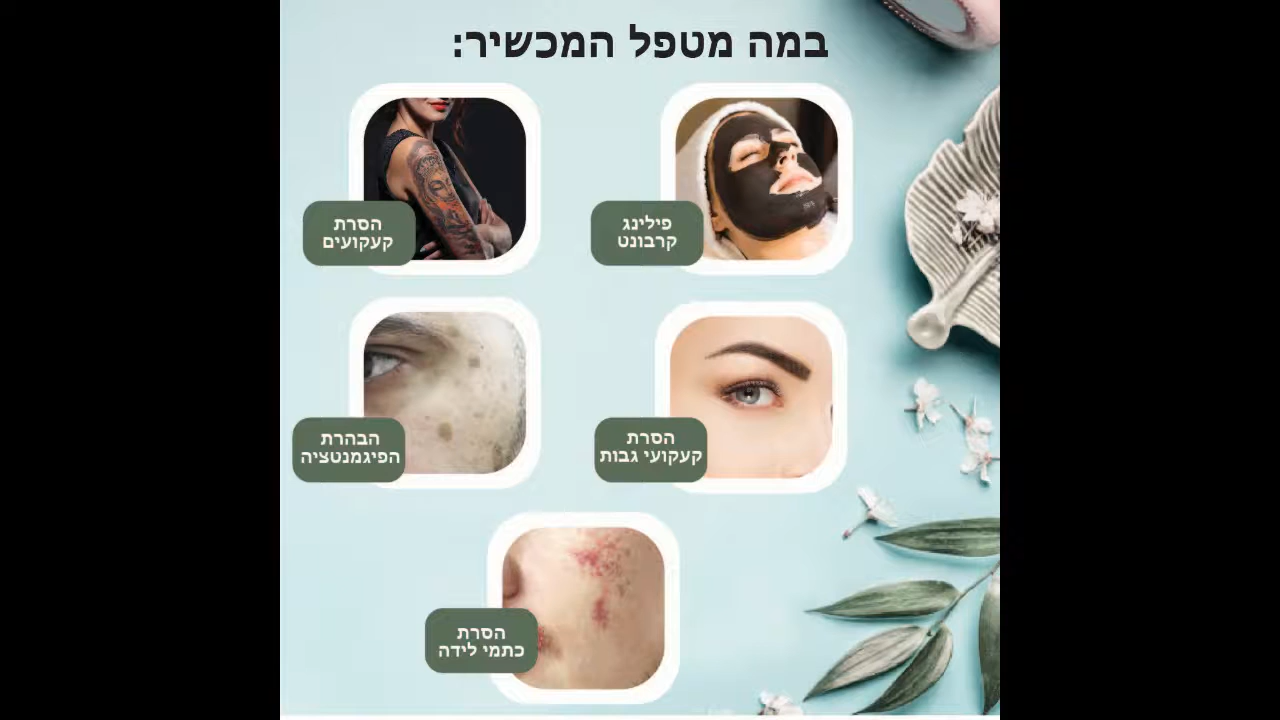 במה מטפל המכשיר:
פילינג
קרבונט
הסרת
קעקועים
הסרת
קעקועי גבות
הבהרת
הפיגמנטציה
הסרת
כתמי לידה